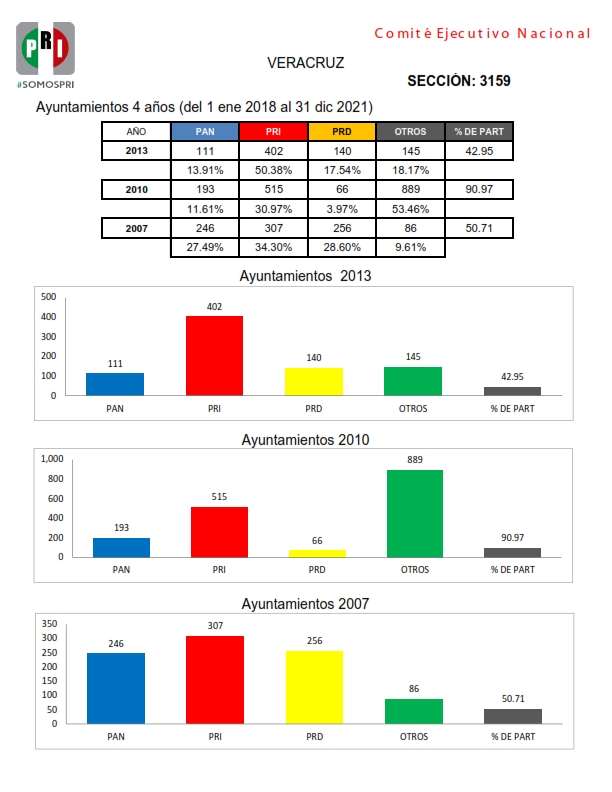 Comité Ejecutivo Nacional
PRI
#SOMOSPRI
VERACRUZ
SECCIÓN: 3159
Ayuntamientos 4 años (del 1 ene 2018 al 31 dic 2021)
AÑO PAN PRI PRD OTROS % DE PART
2013 111 402 140 145 42.95
13.91% 50.38% 17.54% 18.17%
2010 193 515 66 889 90.97
11.61% 30.97% 3.97% 53.46%
2007 246 307 256 86 50.71
27.49% 34.30% 28.60% 9.61%
Ayuntamientos 2013
500
400
300
200
100
0
111 402 140 145 42.95
PAN PRI PRD OTROS % DE PART
Ayuntamientos 2010
1,000
800
600
400
200
0
193 515 66 889 90.97
PAN PRI PRD OTROS % DE PART
Ayuntamientos 2007
350
300
250
200
150
100
50
0
246 307 256 86 50.71
PAN PRI PRD OTROS % DE PART